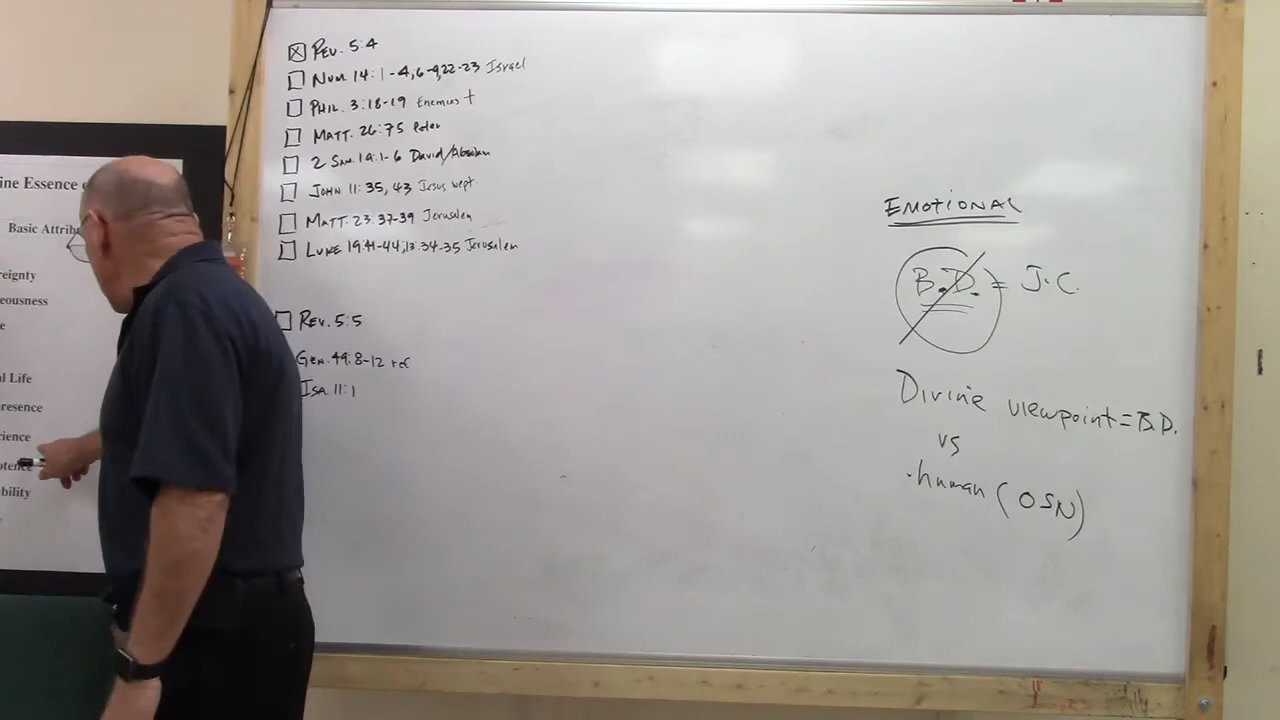 ine Essence
Basic Attrib
reignty
eousness
e
l Life
resence
cience
otence
bility
Rev. 5:4
Num. 14:1-4,6-9,22-23 Israel
Phil. 3:18-19 Enemies +
Matt. 26:75 Peter
2 Sam. 19:1-6 David/Absalom
John 11:35, 43 Jesus wept.
Matt. 23:37-39 Jerusalem
Luke 19:41-44;13:34-35 Jerusalem
Rev. 5:5
Gen. 49:8-12 ref
Isa. 11:1
EMOTIONAL
B.D. = J.C.
Divine viewpoint = B.D.
vs
human (OSN)